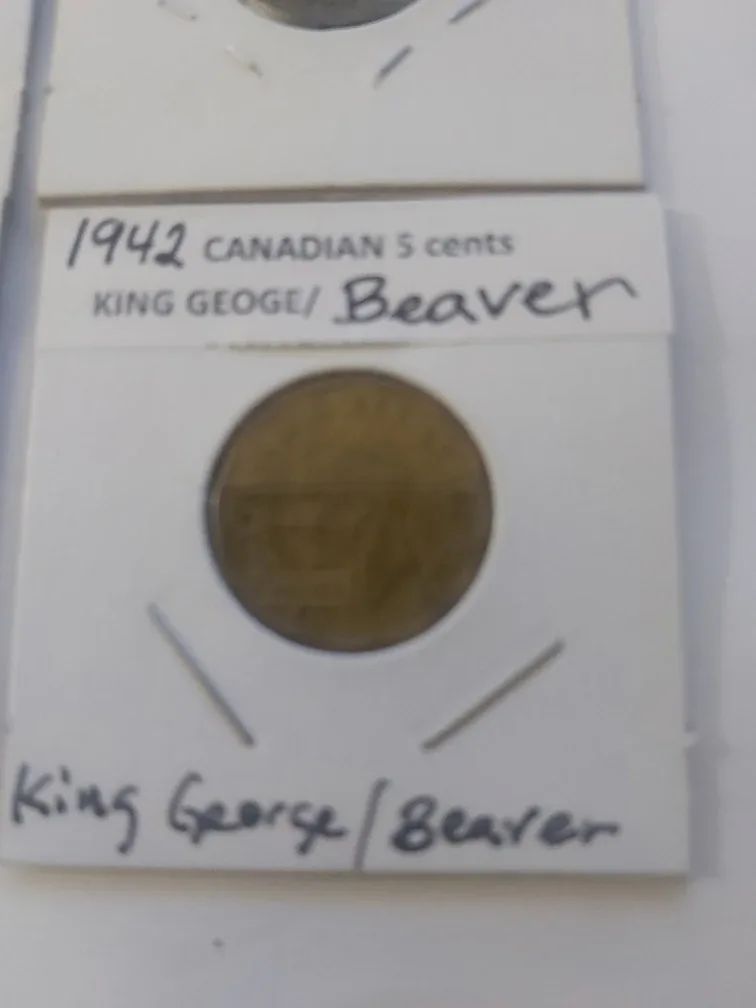 1942 CANADIAN 5 cents
KING GEOGE/ Beaver
King George/Beaver